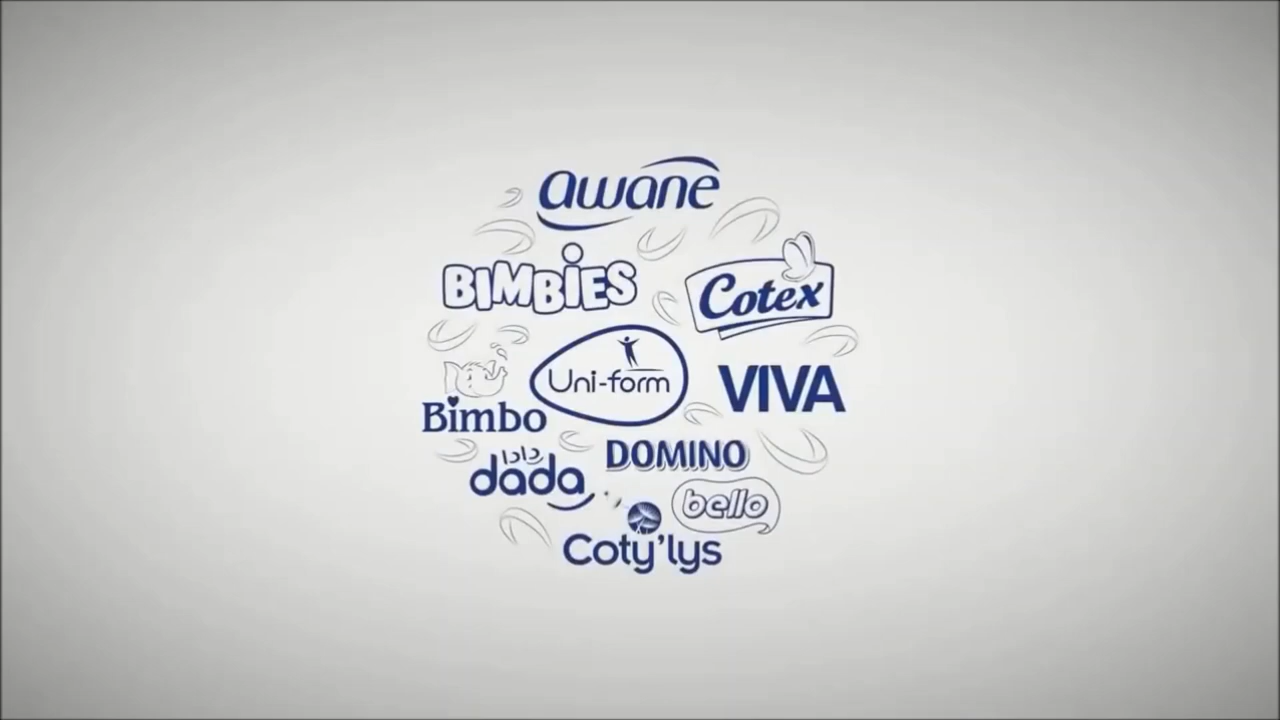 awane
BIMBIES
Cotex
Uni-form
VIVA
Bimbo
DOMINO
دادا
dada
bello
Coty'lys